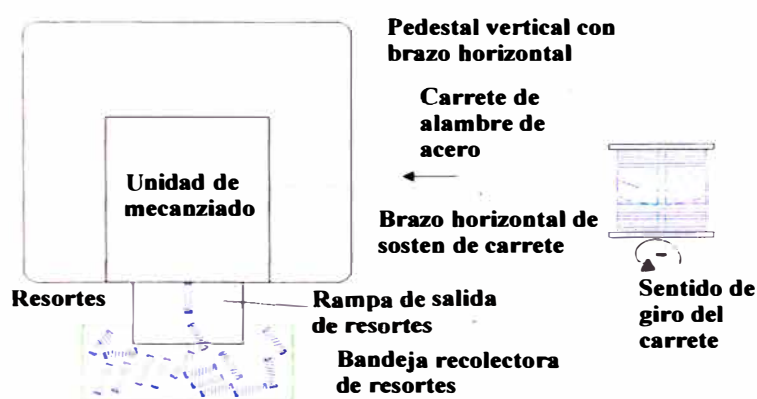 Pedestal vertical con
brazo horizontal
Carrete de
alambre de
acero
Unidad de
mecanziado
Brazo horizontal de
sosten de carrete
Resortes
Rampa de salida
de resortes
Sentido de
giro del
carrete
Bandeja recolectora
de resortes